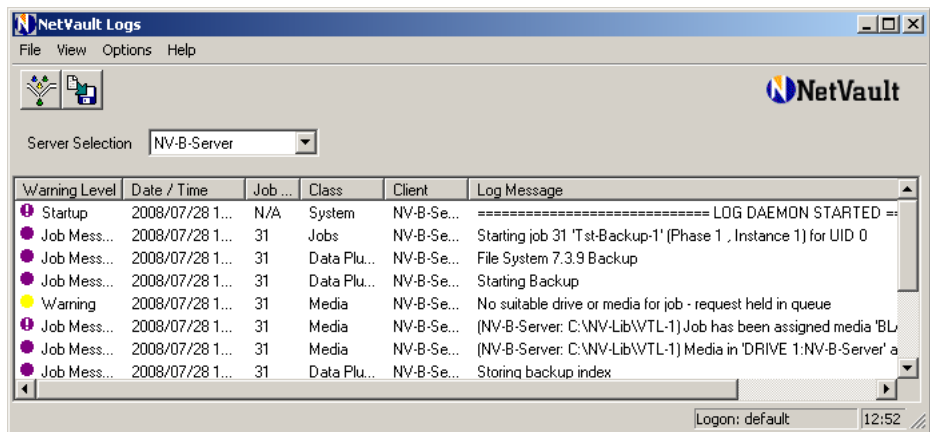 NetVault Logs
File View Options Help
NetVault
Server Selection NV-B-Server
Warning Level Date / Time Job ... Class Client Log Message
Startup 2008/07/28 1... N/A System NV-B-Se... ============================== LOG DAEMON STARTED ==
Job Mess... 2008/07/28 1... 31 Jobs NV-B-Se... Starting job 31 'Tst-Backup-1' (Phase 1 , Instance 1) for UID 0
Job Mess... 2008/07/28 1... 31 Data Plu... NV-B-Se... File System 7.3.9 Backup
Job Mess... 2008/07/28 1... 31 Data Plu... NV-B-Se... Starting Backup
Warning 2008/07/28 1... 31 Media NV-B-Se... No suitable drive or media for job - request held in queue
Job Mess... 2008/07/28 1... 31 Media NV-B-Se... (NV-B-Server: C:\NV-Lib\VTL-1) Job has been assigned media 'BLA
Job Mess... 2008/07/28 1... 31 Media NV-B-Se... (NV-B-Server: C:\NV-Lib\VTL-1) Media in 'DRIVE 1:NV-B-Server' a
Job Mess... 2008/07/28 1... 31 Data Plu... NV-B-Se... Storing backup index
Logon: default 12:52